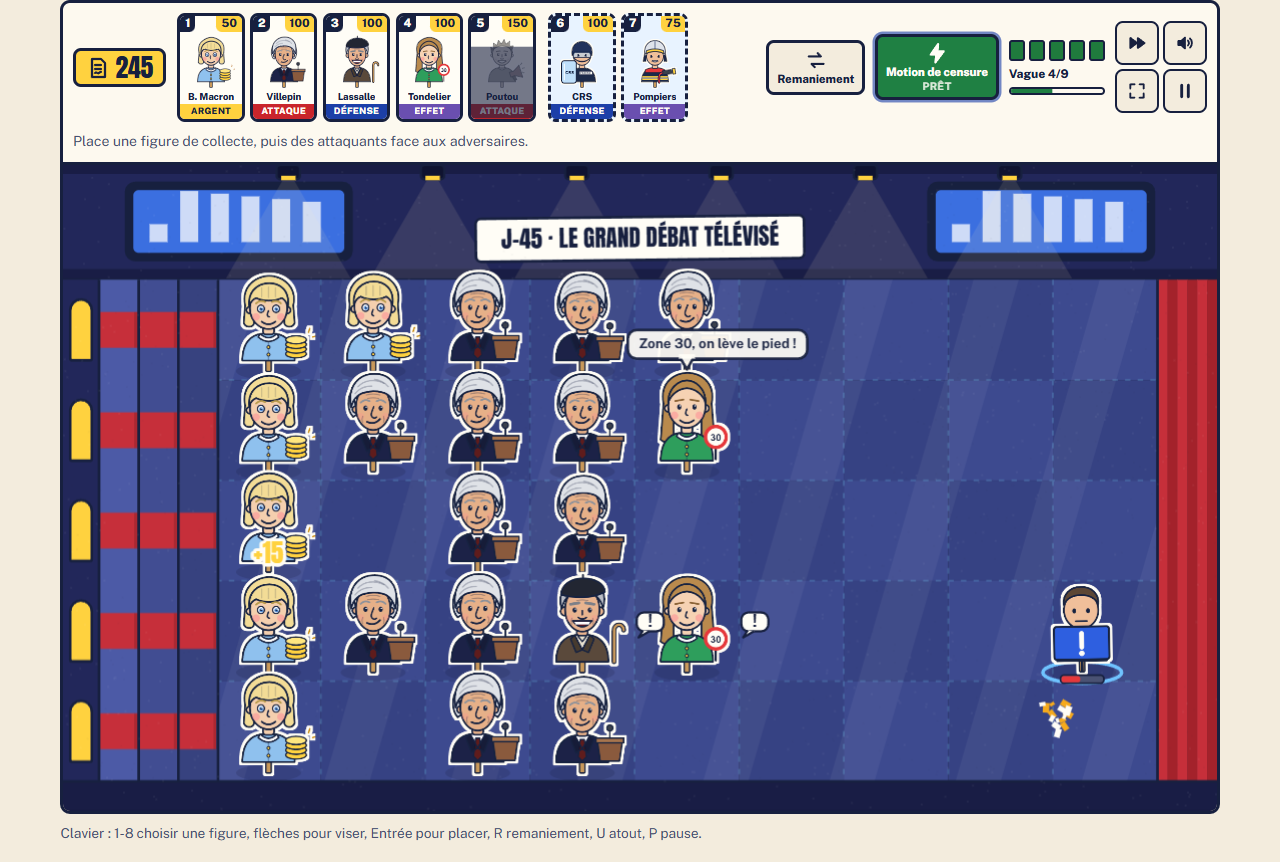 245
1 50
B. Macron
ARGENT
2 100
Villepin
ATTAQUE
3 100
Lassalle
DÉFENSE
4 100
30
Tondelier
EFFET
5 150
Poutou
ATTAQUE
6 100
CRS
CRS
DÉFENSE
7 75
Pompiers
EFFET
Remaniement
Motion de censure
PRÊT
Vague 4/9
Place une figure de collecte, puis des attaquants face aux adversaires.
J-45 · LE GRAND DÉBAT TÉLÉVISÉ
Zone 30, on lève le pied !
30
+15
!
30
!
!
Clavier : 1-8 choisir une figure, flèches pour viser, Entrée pour placer, R remaniement, U atout, P pause.